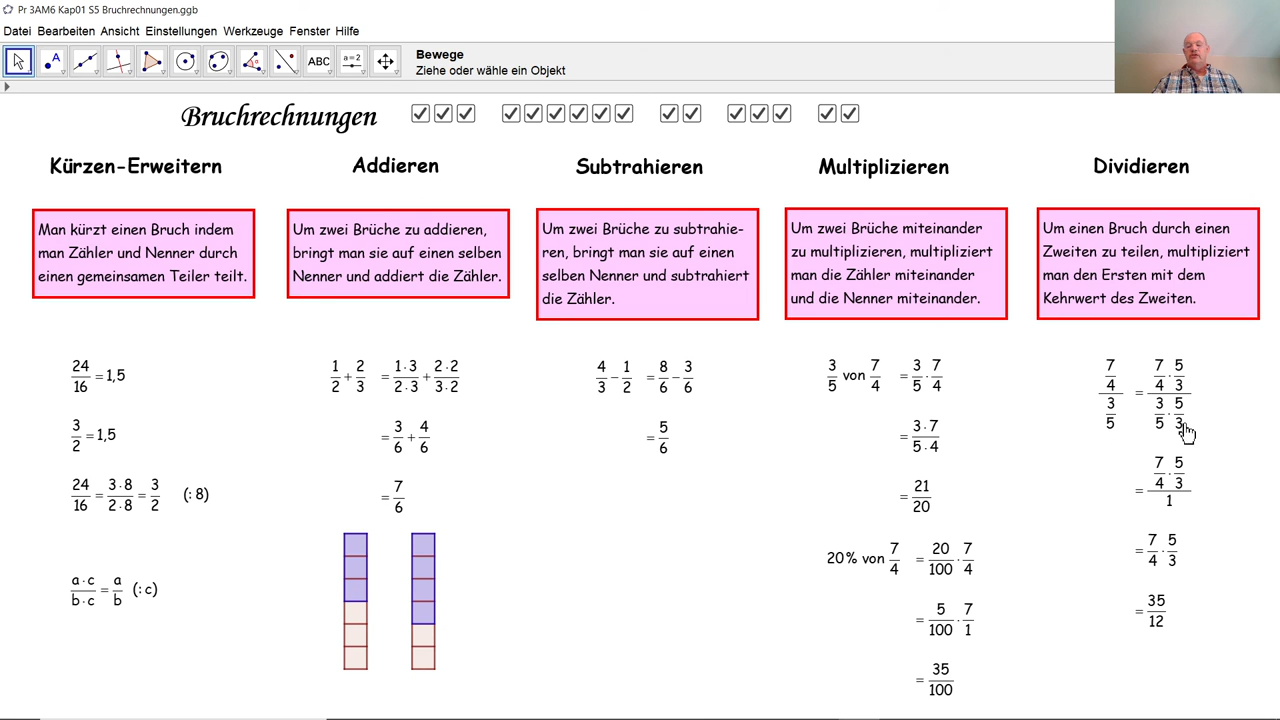 Pr 3AM6 Kap01 S5 Bruchrechnungen.ggb
Datei Bearbeiten Ansicht Einstellungen Werkzeuge Fenster Hilfe
A
ABC
a=2
Bewege
Ziehe oder wähle ein Objekt
Bruchrechnungen
Kürzen-Erweitern
Man kürzt einen Bruch indem
man Zähler und Nenner durch
einen gemeinsamen Teiler teilt.
24/16 = 1,5
3/2 = 1,5
24/16 = 3·8/2·8 = 3/2 (:8)
a·c/b·c = a/b (:c)
Addieren
Um zwei Brüche zu addieren,
bringt man sie auf einen selben
Nenner und addiert die Zähler.
1/2 + 2/3 = 1·3/2·3 + 2·2/3·2
= 3/6 + 4/6
= 7/6
Subtrahieren
Um zwei Brüche zu subtrahie-
ren, bringt man sie auf einen
selben Nenner und subtrahiert
die Zähler.
4/3 − 1/2 = 8/6 − 3/6
= 5/6
Multiplizieren
Um zwei Brüche miteinander
zu multiplizieren, multipliziert
man die Zähler miteinander
und die Nenner miteinander.
3/5 von 7/4 = 3/5 · 7/4
= 3·7/5·4
= 21/20
20% von 7/4 = 20/100 · 7/4
= 5/100 · 7/1
= 35/100
Dividieren
Um einen Bruch durch einen
Zweiten zu teilen, multipliziert
man den Ersten mit dem
Kehrwert des Zweiten.
7/4 / 3/5 = 7/4 · 5/3 / 3/5 · 5/3
= 7/4 · 5/3 / 1
= 7/4 · 5/3
= 35/12